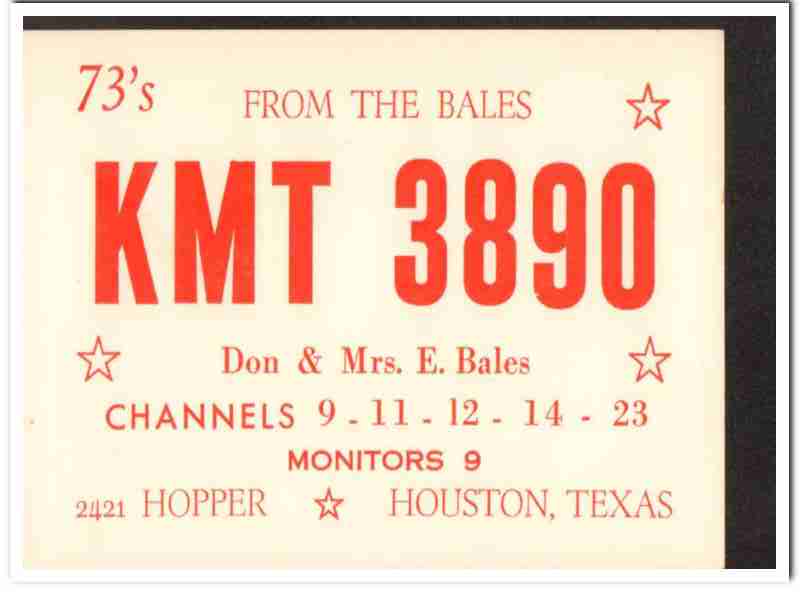 73's
FROM THE BALES
KMT 3890
Don & Mrs. E. Bales
CHANNELS 9 - 11 - 12 - 14 - 23
MONITORS 9
2421 HOPPER HOUSTON, TEXAS